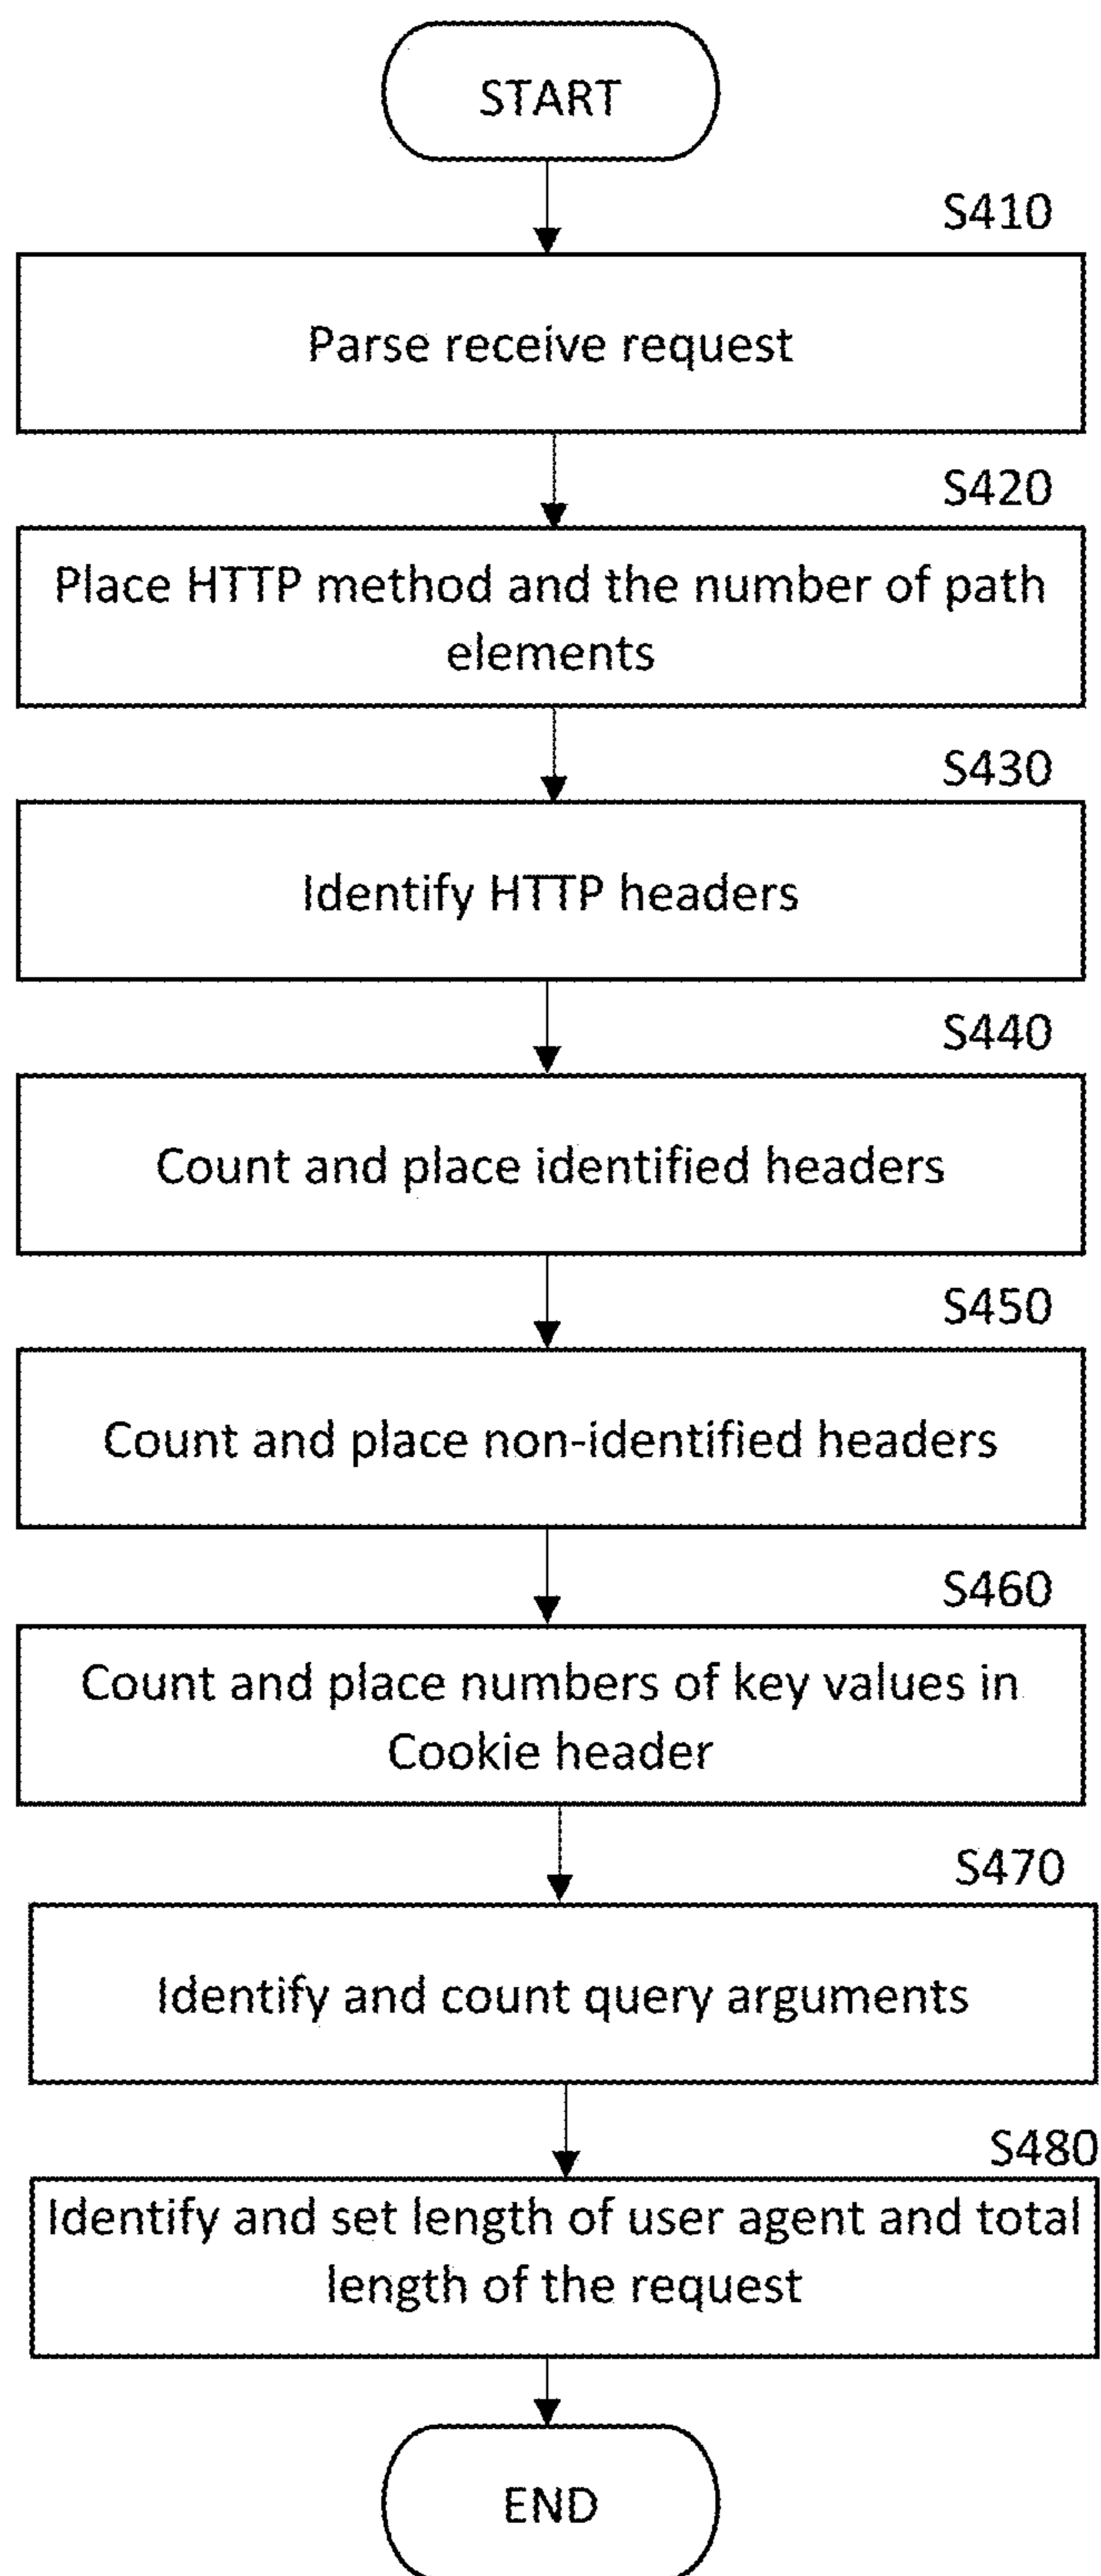 START
S410
Parse receive request
S420
Place HTTP method and the number of path
elements
S430
Identify HTTP headers
S440
Count and place identified headers
S450
Count and place non-identified headers
S460
Count and place numbers of key values in
Cookie header
S470
Identify and count query arguments
S480
Identify and set length of user agent and total
length of the request
END